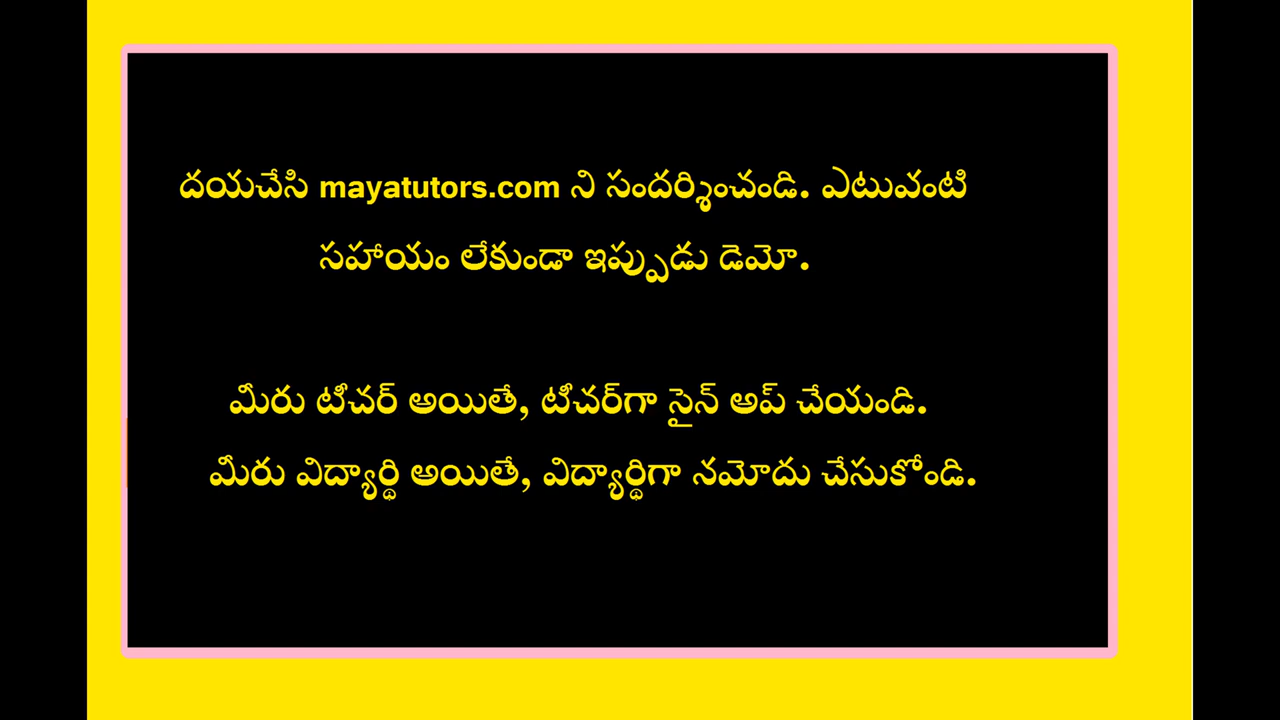 దయచేసి mayatutors.com ని సందర్శించండి. ఎటువంటి
సహాయం లేకుండా ఇప్పుడు డెమో.
మీరు టీచర్ అయితే, టీచర్‌గా సైన్ అప్ చేయండి.
మీరు విద్యార్థి అయితే, విద్యార్థిగా నమోదు చేసుకోండి.